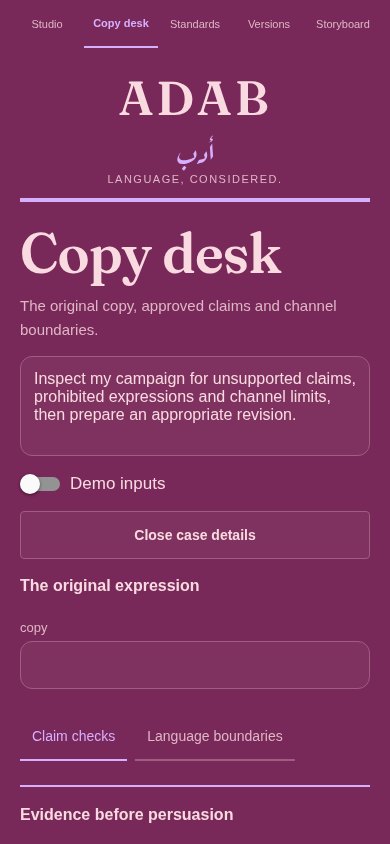 Studio
Copy desk
Standards
Versions
Storyboard
ADAB
أدب
LANGUAGE, CONSIDERED.
Copy desk
The original copy, approved claims and channel
boundaries.
Inspect my campaign for unsupported claims,
prohibited expressions and channel limits,
then prepare an appropriate revision.
Demo inputs
Close case details
The original expression
copy
Claim checks
Language boundaries
Evidence before persuasion